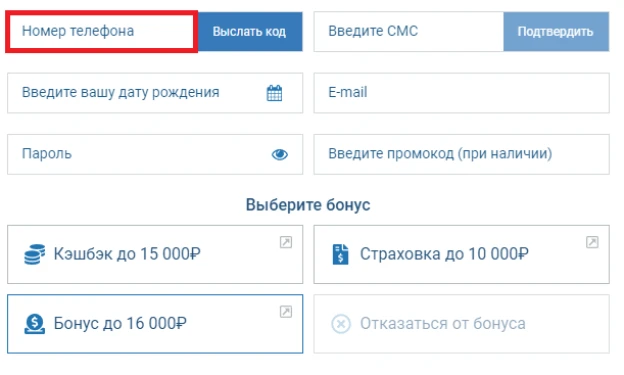 Номер телефона
Выслать код
Введите СМС
Подтвердить
Введите вашу дату рождения
E-mail
Пароль
Введите промокод (при наличии)
Выберите бонус
Кэшбэк до 15 000₽
Страховка до 10 000₽
Бонус до 16 000₽
Отказаться от бонуса